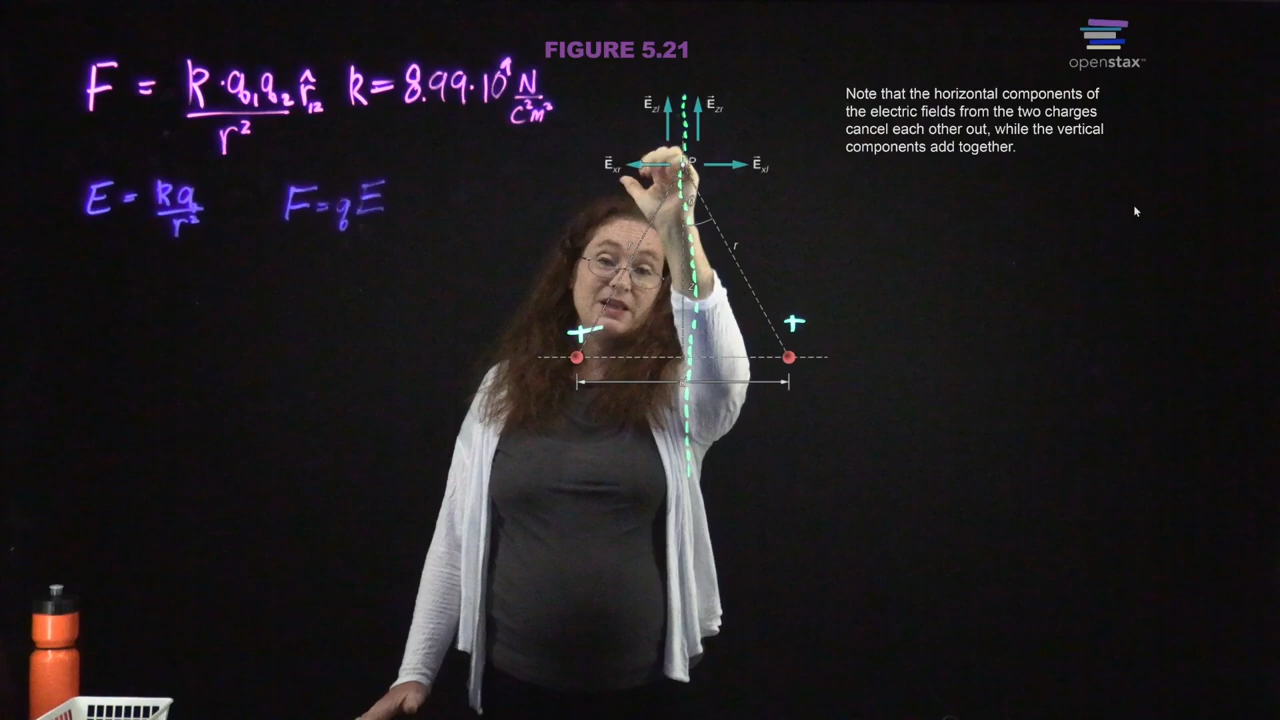 FIGURE 5.21
openstax™
F = k·q₁q₂ r̂₁₂ / r² k = 8.99·10⁹ N / C²m²
E = kq / r² F = qE
Note that the horizontal components of
the electric fields from the two charges
cancel each other out, while the vertical
components add together.
E⃗zl E⃗zr
E⃗xr P E⃗xl
θ
r
z
+ +
d